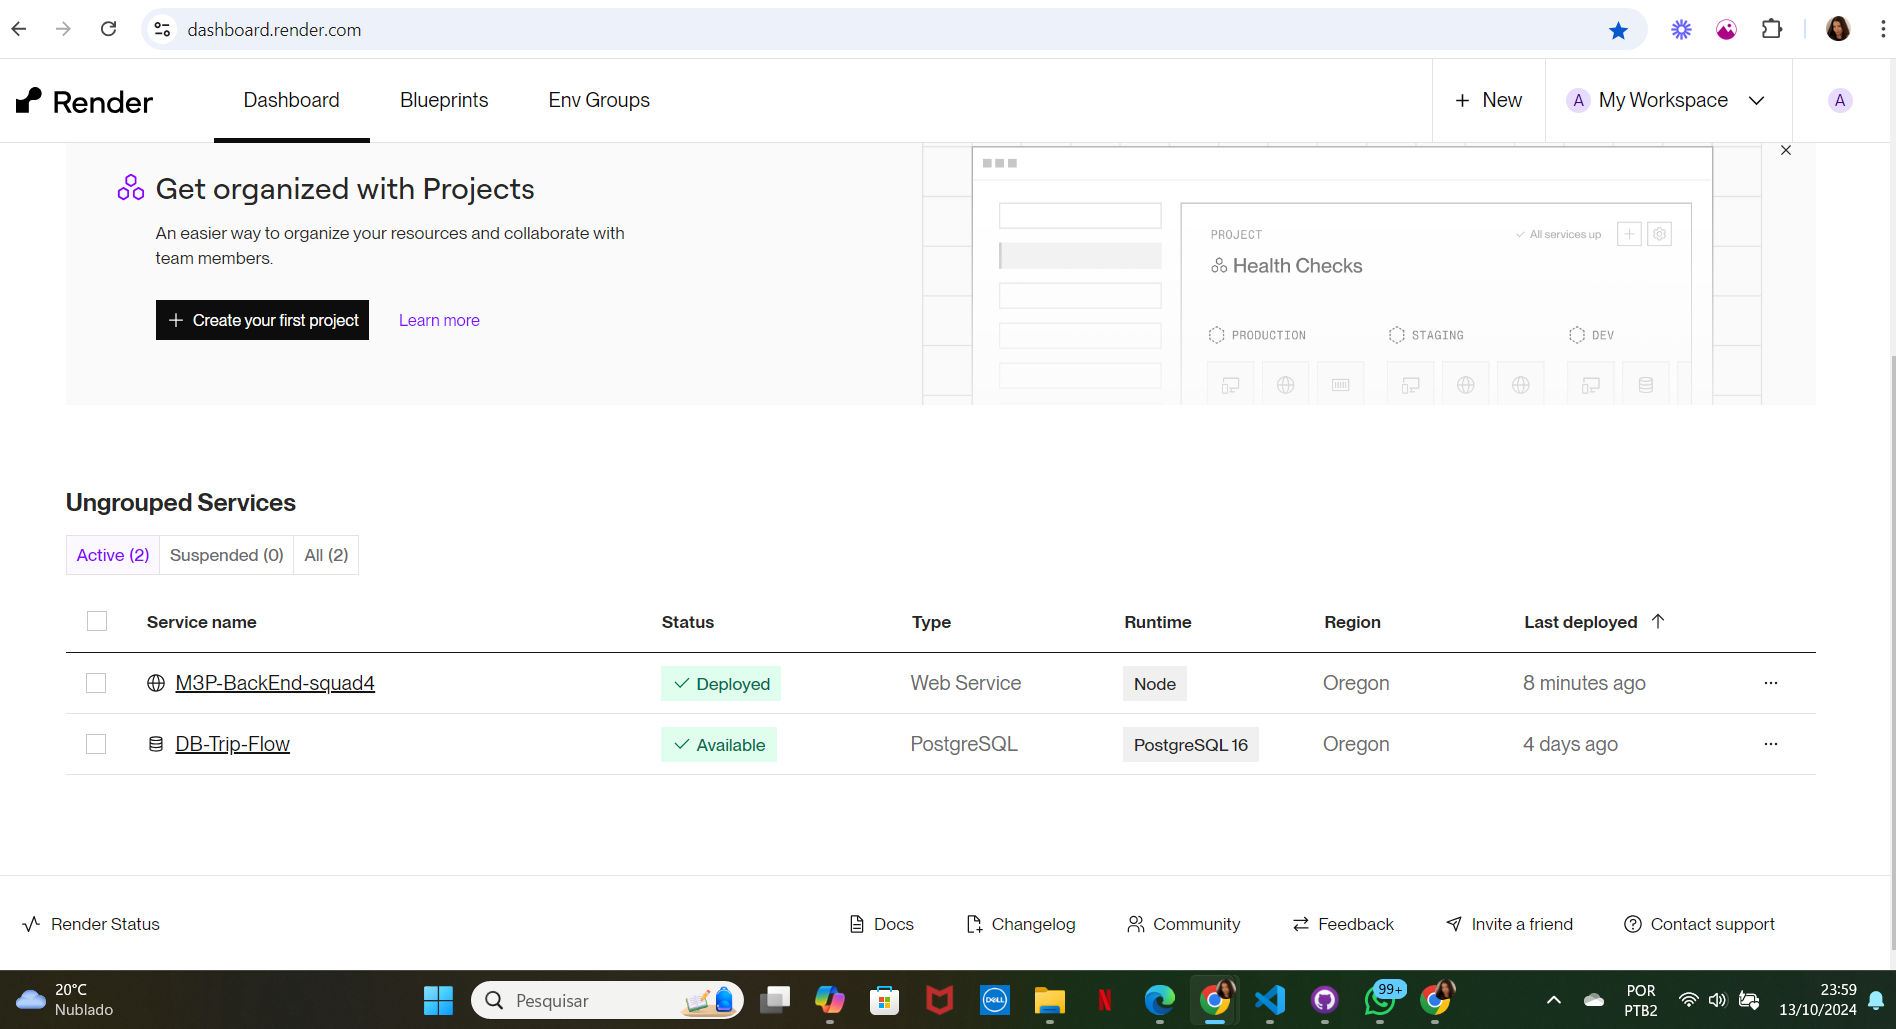 dashboard.render.com
Render
Dashboard
Blueprints
Env Groups
+ New
A My Workspace
A
Get organized with Projects
An easier way to organize your resources and collaborate with
team members.
+ Create your first project
Learn more
PROJECT
All services up
Health Checks
PRODUCTION
STAGING
DEV
Ungrouped Services
Active (2)
Suspended (0)
All (2)
Service name Status Type Runtime Region Last deployed
M3P-BackEnd-squad4 Deployed Web Service Node Oregon 8 minutes ago
DB-Trip-Flow Available PostgreSQL PostgreSQL 16 Oregon 4 days ago
Render Status
Docs
Changelog
Community
Feedback
Invite a friend
Contact support
20°C
Nublado
Pesquisar
DELL
N
99+
POR
PTB2
23:59
13/10/2024